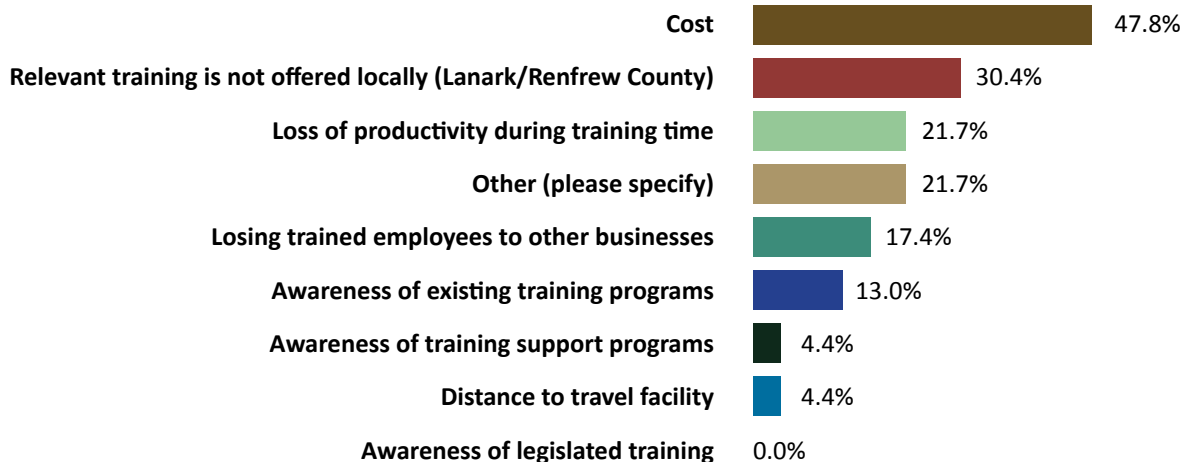 Cost 47.8%
Relevant training is not offered locally (Lanark/Renfrew County) 30.4%
Loss of productivity during training time 21.7%
Other (please specify) 21.7%
Losing trained employees to other businesses 17.4%
Awareness of existing training programs 13.0%
Awareness of training support programs 4.4%
Distance to travel facility 4.4%
Awareness of legislated training 0.0%